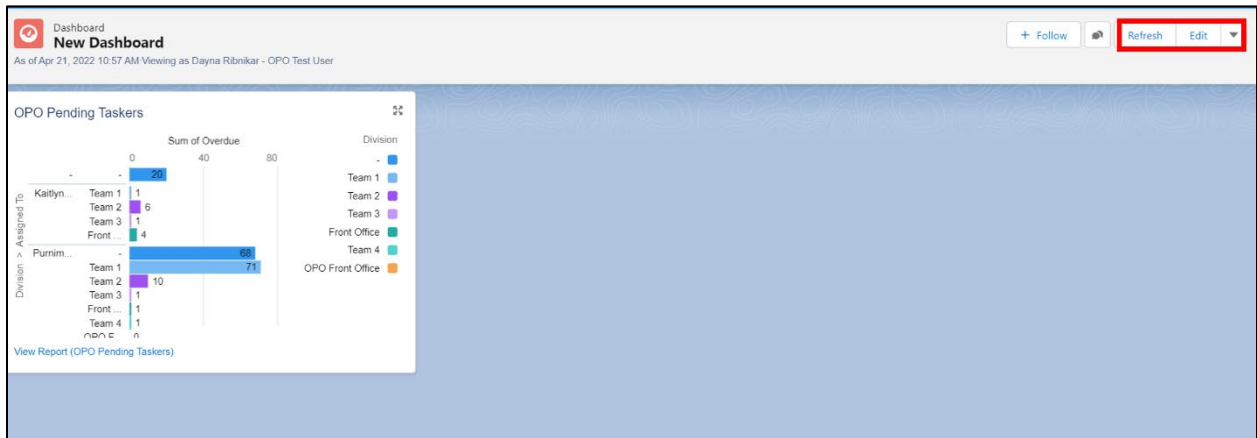 Dashboard
New Dashboard
As of Apr 21, 2022 10:57 AM·Viewing as Dayna Ribnikar - OPO Test User
+ Follow
Refresh
Edit
OPO Pending Taskers
Sum of Overdue
0 40 80
- - 20
Kaitlyn... Team 1 1
Team 2 6
Team 3 1
Front ... 4
Purnim... - 68
Team 1 71
Team 2 10
Team 3 1
Front ... 1
Team 4 1
OPO F... 0
Division > Assigned To
Division
-
Team 1
Team 2
Team 3
Front Office
Team 4
OPO Front Office
View Report (OPO Pending Taskers)